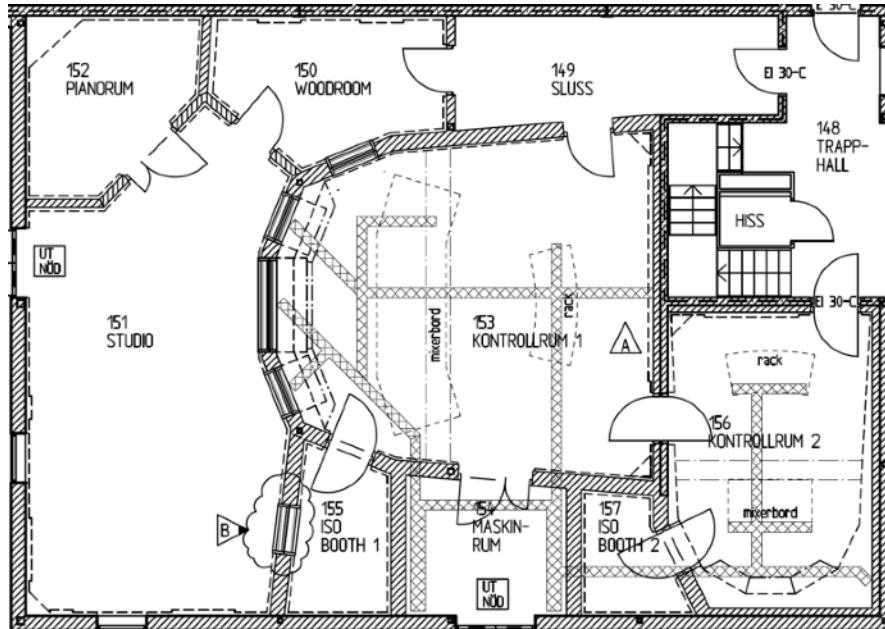 EI 30-C
152
PIANORUM
150
WOODROOM
149
SLUSS
EI 30-C
148
TRAPP-
HALL
HISS
UT
NÖD
EI 30-C
151
STUDIO
mixerbord
153
KONTROLLRUM 1
rack
A
rack
156
KONTROLLRUM 2
mixerbord
B
155
ISO
BOOTH 1
154
MASKIN-
RUM
157
ISO
BOOTH 2
UT
NÖD